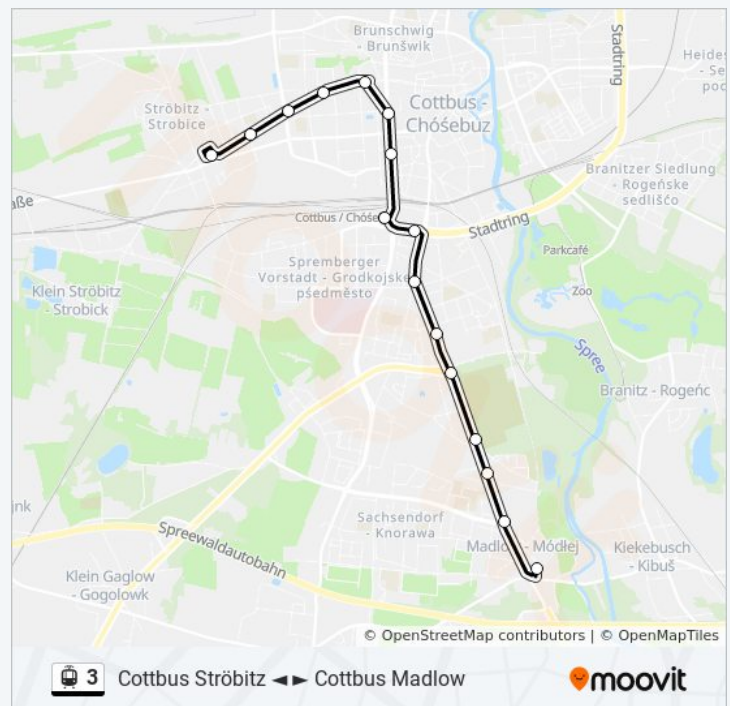 Brunschwig
- Brunšwik
Stadtring
Heides
- Se
poc
Ströbitz -
Strobice
Cottbus -
Chóśebuz
Branitzer Siedlung
- Rogeńske
sedlišćo
aße
Cottbus / Chóśe
Stadtring
Parkcafé
Spremberger
Vorstadt - Grodkojske
pśedměsto
Zoo
Klein Ströbitz
- Strobick
Spree
Branitz - Rogeńc
nk
Sachsendorf
- Knorawa
Spreewaldautobahn
Madlow - Módłej
Kiekebusch
- Kibuš
Klein Gaglow
- Gogolowk
© OpenStreetMap contributors | © OpenMapTiles
3 Cottbus Ströbitz ◄ ► Cottbus Madlow
moovit